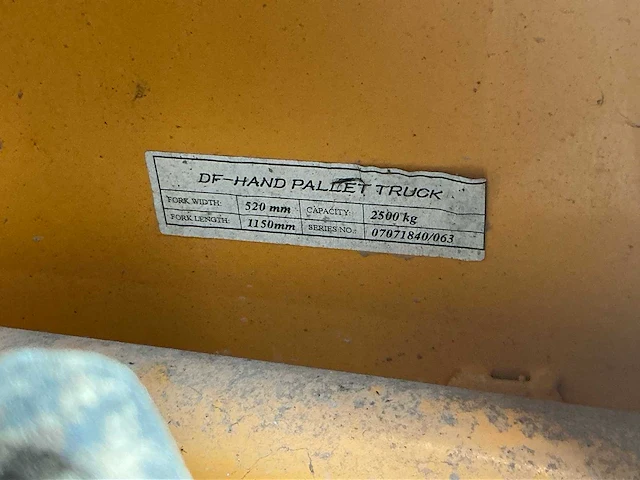 DF-HAND PALLET TRUCK
FORK WIDTH: 520 mm CAPACITY: 2500 kg
FORK LENGTH: 1150mm SERIES NO.: 07071840/063